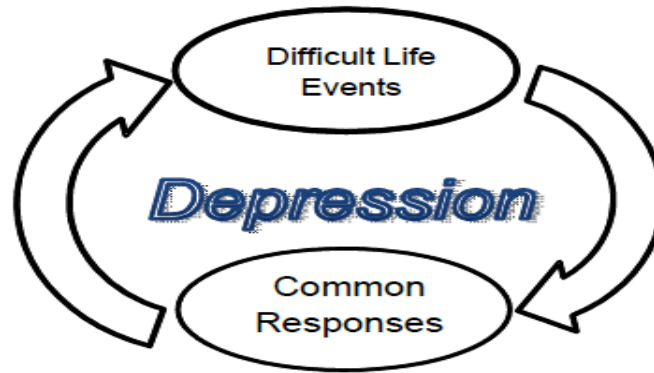 Difficult Life
Events
Depression
Common
Responses